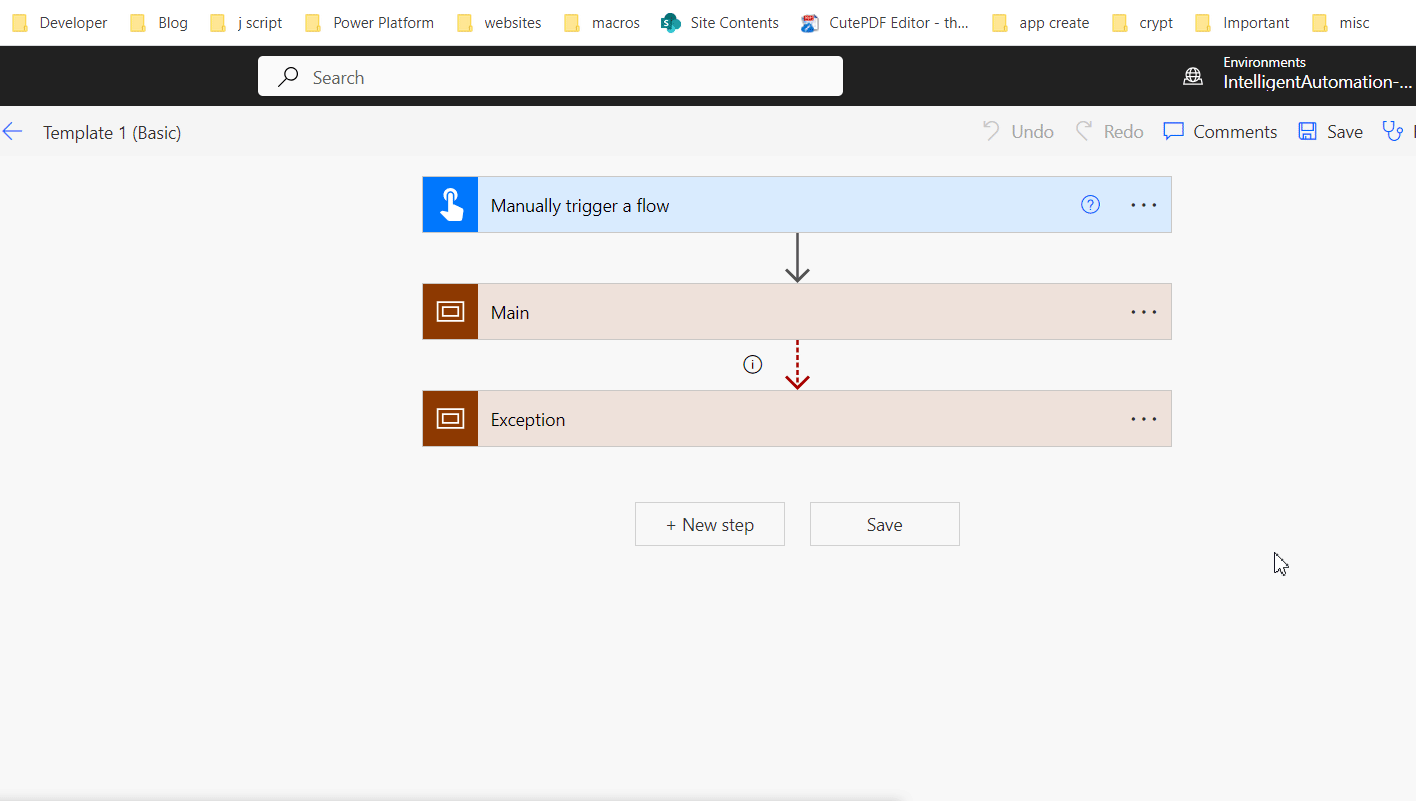 Developer Blog j script Power Platform websites macros Site Contents CutePDF Editor - th... app create crypt Important misc
Search
Environments
IntelligentAutomation-...
Template 1 (Basic) Undo Redo Comments Save
Manually trigger a flow
Main
Exception
+ New step Save